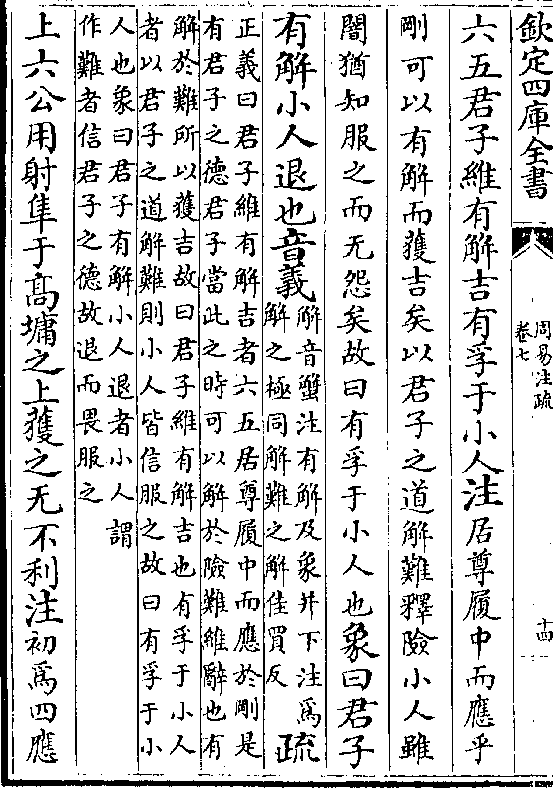 欽定四庫全書
周易注疏
卷七
十四
六五君子維有解吉有孚于小人注居尊履中而應乎
剛可以有解而獲吉矣以君子之道解難釋險小人雖
闇猶知服之而无怨矣故曰有孚于小人也象曰君子
有解小人退也音義
解音蟹注有解及象并下注爲
解之極同解難之解佳買反
疏
正義曰君子維有解吉者六五居尊履中而應於剛是
有君子之德君子當此之時可以解於險難維辭也有
解於難所以獲吉故曰君子維有解吉也有孚于小人
者以君子之道解難則小人皆信服之故曰有孚于小
人也象曰君子有解小人退者小人謂
作難者信君子之德故退而畏服之
上六公用射隼于髙墉之上獲之无不利注初爲四應